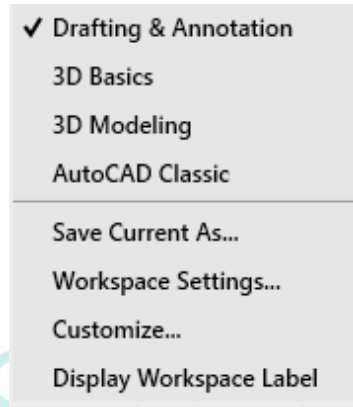 ✓ Drafting & Annotation
3D Basics
3D Modeling
AutoCAD Classic
Save Current As...
Workspace Settings...
Customize...
Display Workspace Label